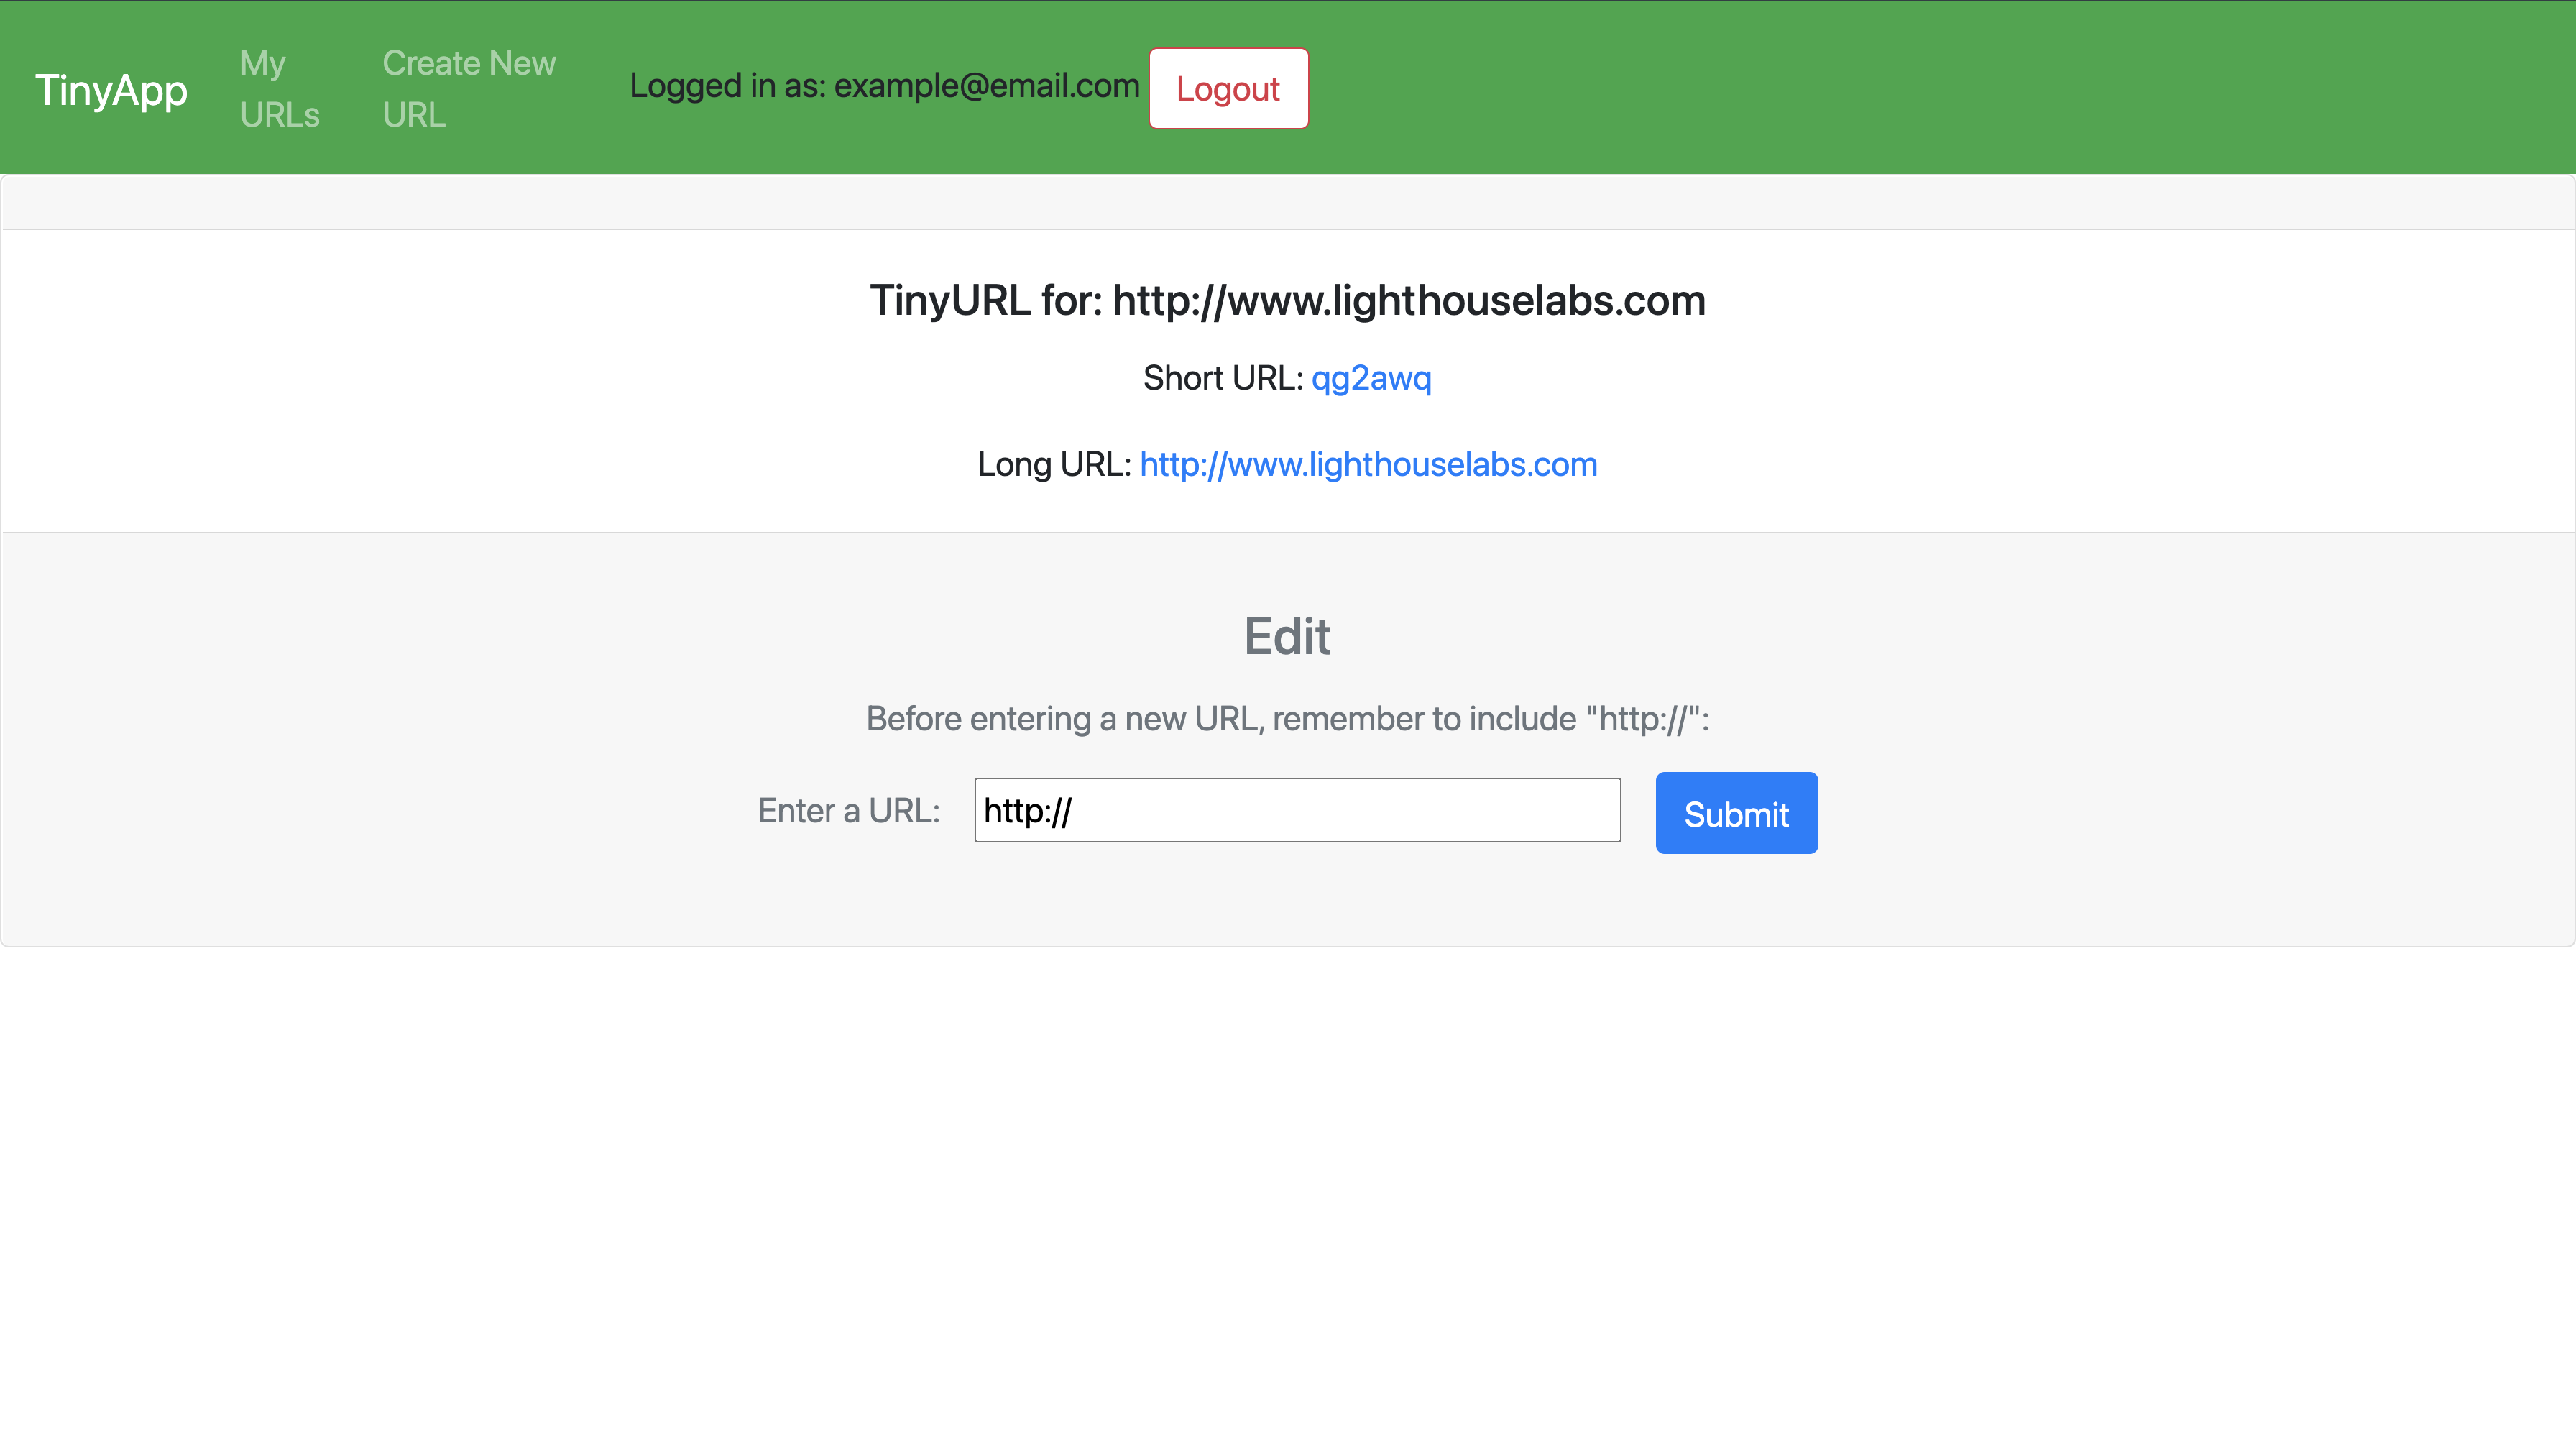 TinyApp
My
URLs
Create New
URL
Logged in as: example@email.com
Logout
TinyURL for: http://www.lighthouselabs.com
Short URL: qg2awq
Long URL: http://www.lighthouselabs.com
Edit
Before entering a new URL, remember to include "http://":
Enter a URL: http:// Submit